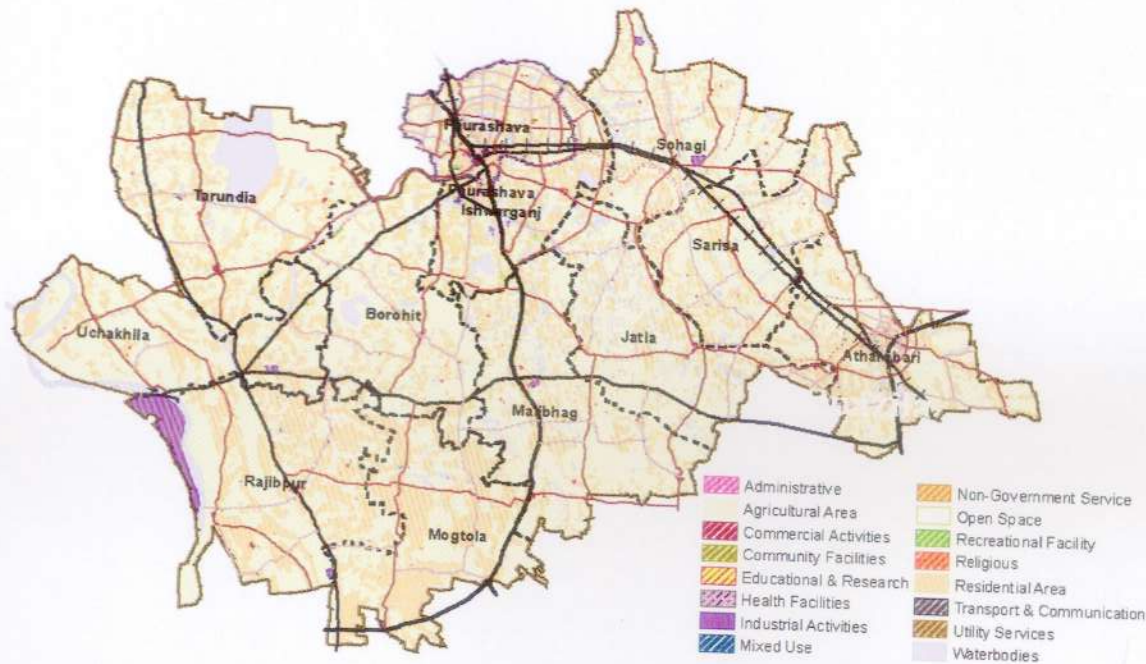 Paurashava
Sohagi
Tarundia
Paurashava
Ishwarganj
Sarisa
Borohit
Uchakhila
Jatia
Atharobari
Maijbhag
Rajibpur
Mogtola
Administrative
Agricultural Area
Commercial Activities
Community Facilities
Educational & Research
Health Facilities
Industrial Activities
Mixed Use
Non-Government Service
Open Space
Recreational Facility
Religious
Residential Area
Transport & Communication
Utility Services
Waterbodies